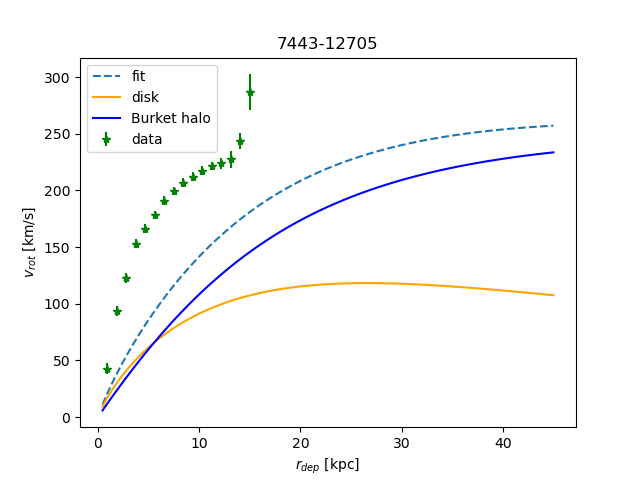 7443-12705
fit
disk
Burket halo
data
300
250
200
150
100
50
0
v_rot [km/s]
0 10 20 30 40
r_dep [kpc]